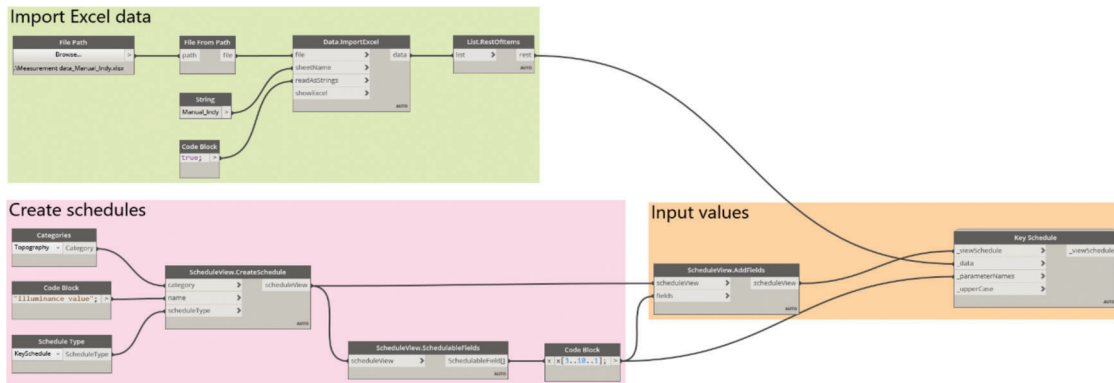 Import Excel data
File Path
Browse...
>
.\Measurement data_Manual_Indy.xlsx
File From Path
path
file
Data.ImportExcel
file >
data
sheetName >
readAsStrings >
showExcel >
AUTO
List.RestOfItems
list >
rest
AUTO
String
Manual_Indy >
Code Block
true; >
Create schedules
Categories
Topography
Category
Code Block
"Illuminance value"; >
Schedule Type
KeySchedule
ScheduleType
ScheduleView.CreateSchedule
category >
scheduleView
name >
scheduleType >
AUTO
ScheduleView.SchedulableFields
scheduleView >
SchedulableField[]
AUTO
Code Block
x
x[3..10..1]; >
Input values
ScheduleView.AddFields
scheduleView >
scheduleView
fields >
AUTO
Key Schedule
_viewSchedule >
_viewSchedule
_data >
_parameterNames >
_upperCase >
AUTO